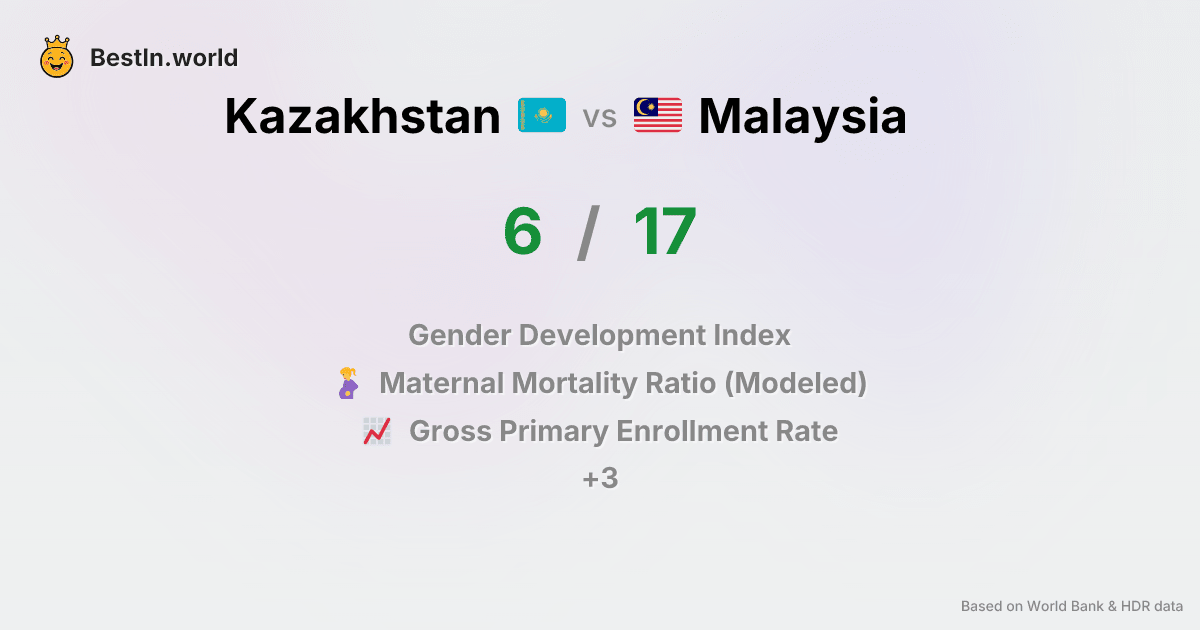 BestIn.world
Kazakhstan vs Malaysia
6 / 17
Gender Development Index
Maternal Mortality Ratio (Modeled)
Gross Primary Enrollment Rate
+3
Based on World Bank & HDR data